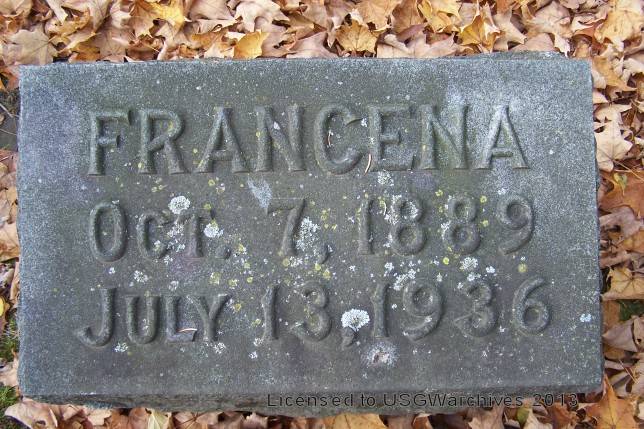 FRANCENA
OCT. 7, 1889
JULY 13, 1936
Licensed to USGWarchives 2013